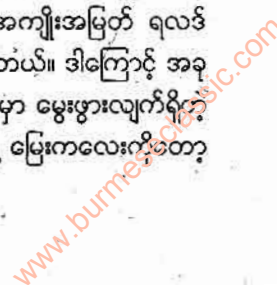 အကျိုးအမြတ် ရလဒ်
တယ်။ ဒါကြောင့် အခု
မှာ မွေးဖွားလျက်ရှိတဲ့
မြေးကလေးကိုတော့
www.burmeseclassic.com